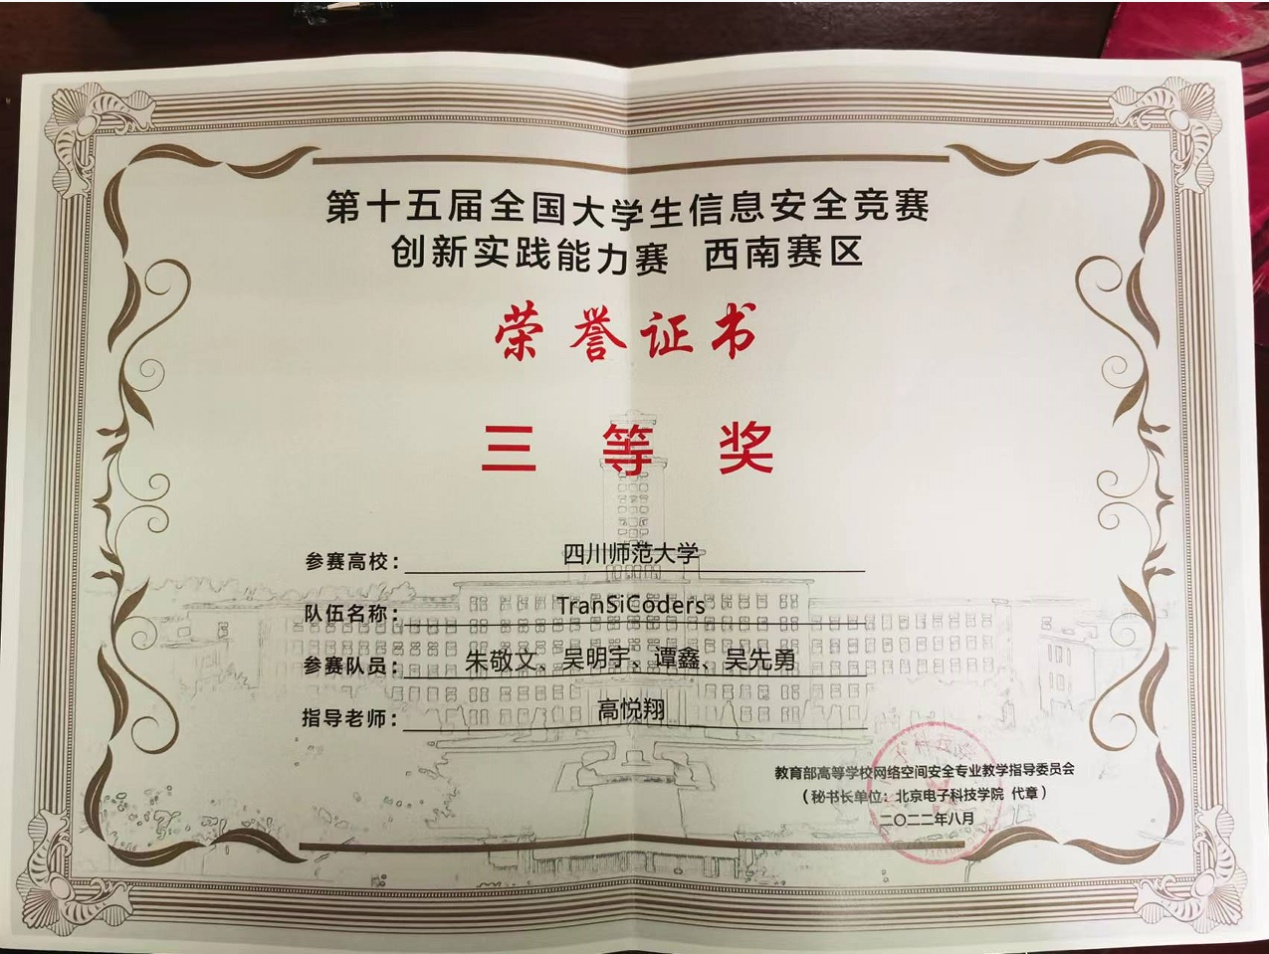 第十五届全国大学生信息安全竞赛
创新实践能力赛 西南赛区
荣誉证书
三等奖
参赛高校：四川师范大学
队伍名称：TranSiCoders
参赛队员：朱敬文、吴明宇、谭鑫、吴先勇
指导老师：高悦翔
教育部高等学校网络空间安全专业教学指导委员会
（秘书长单位：北京电子科技学院 代章）
二〇二二年八月